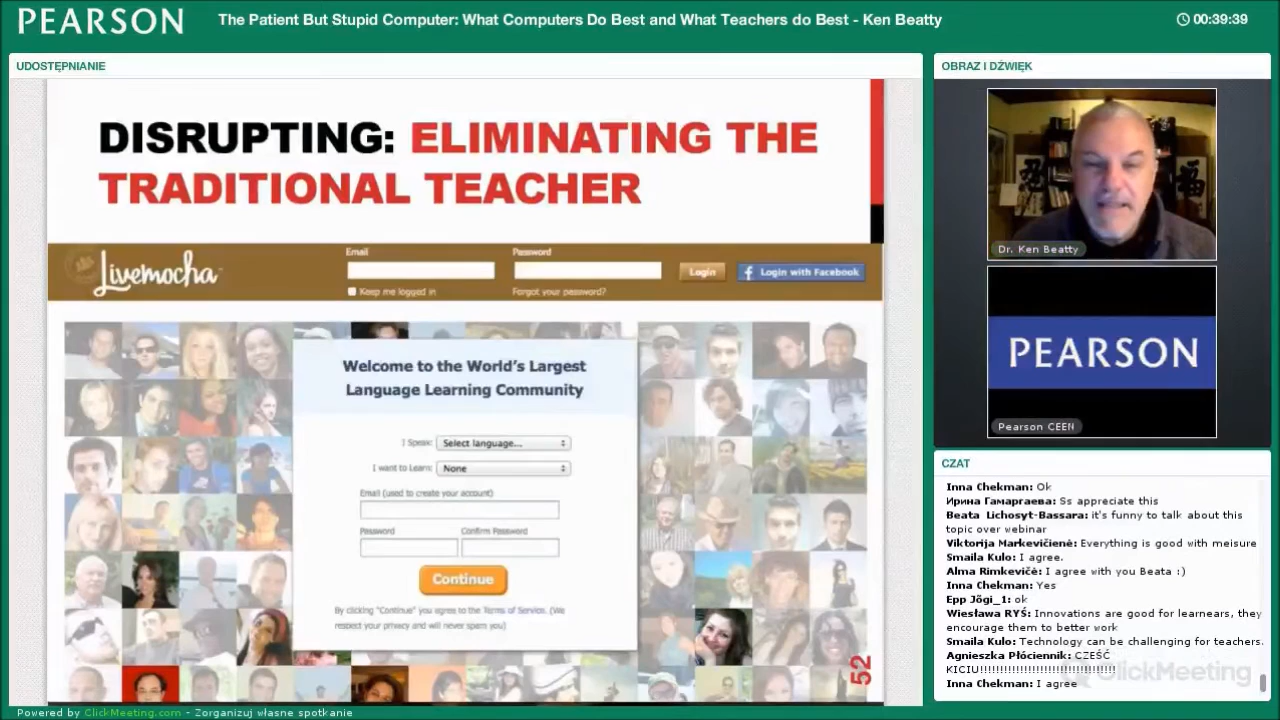 PEARSON
The Patient But Stupid Computer: What Computers Do Best and What Teachers do Best - Ken Beatty
00:39:39
UDOSTĘPNIANIE
DISRUPTING: ELIMINATING THE
TRADITIONAL TEACHER
Livemocha
Email
Password
Login
Login with Facebook
Keep me logged in
Forgot your password?
Welcome to the World's Largest
Language Learning Community
I Speak: Select language...
I want to Learn: None
Email (used to create your account)
Password
Confirm Password
Continue
By clicking "Continue" you agree to the Terms of Service. (We
respect your privacy and will never spam you)
52
OBRAZ I DŹWIĘK
忍
福
Dr. Ken Beatty
PEARSON
Pearson CEEN
CZAT
Inna Chekman: Ok
Ирина Гамаргаева: Ss appreciate this
Beata Lichosyt-Bassara: it's funny to talk about this
topic over webinar
Viktorija Markevičienė: Everything is good with meisure
Smaila Kulo: I agree.
Alma Rimkevičė: I agree with you Beata :)
Inna Chekman: Yes
Epp Jõgi_1: ok
Wiesława RYŚ: Innovations are good for learnears, they
encourage them to better work
Smaila Kulo: Technology can be challenging for teachers.
Agnieszka Płóciennik: CZEŚĆ
KICIU!!!!!!!!!!!!!!!!!!!!!!!!!!!!!!!!!!!
Inna Chekman: I agree
ClickMeeting
Powered by ClickMeeting.com - Zorganizuj własne spotkanie